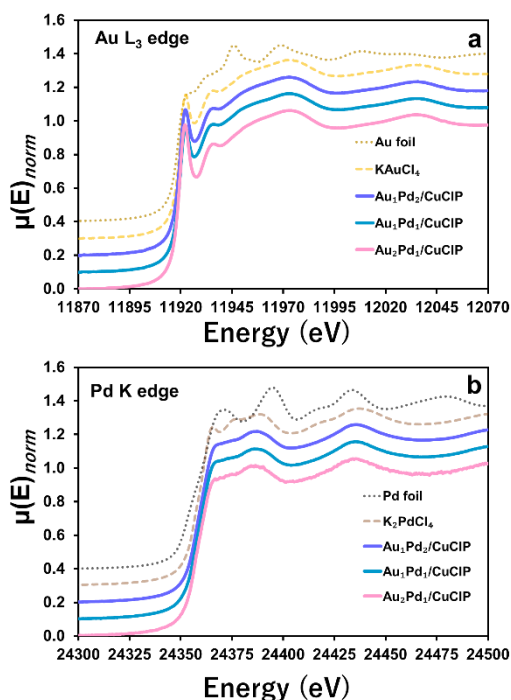 Au L₃ edge
a
μ(E)norm
1.6
1.4
1.2
1.0
0.8
0.6
0.4
0.2
0.0
Au foil
KAuCl₄
Au₁Pd₂/CuClP
Au₁Pd₁/CuClP
Au₂Pd₁/CuClP
11870 11895 11920 11945 11970 11995 12020 12045 12070
Energy (eV)
Pd K edge
b
μ(E)norm
1.6
1.4
1.2
1.0
0.8
0.6
0.4
0.2
0.0
Pd foil
K₂PdCl₄
Au₁Pd₂/CuClP
Au₁Pd₁/CuClP
Au₂Pd₁/CuClP
24300 24325 24350 24375 24400 24425 24450 24475 24500
Energy (eV)